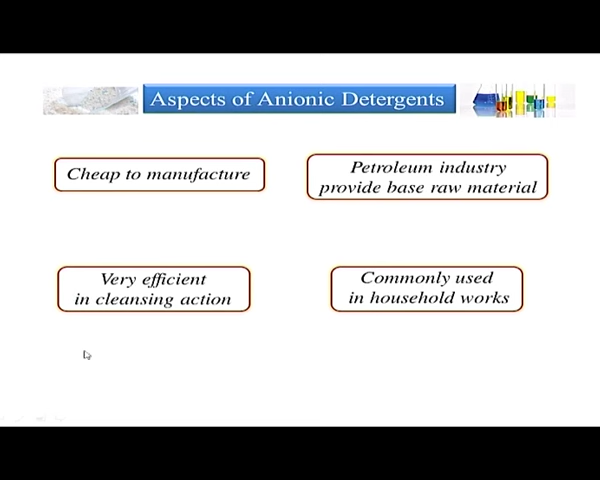 Aspects of Anionic Detergents
Cheap to manufacture
Petroleum industry
provide base raw material
Very efficient
in cleansing action
Commonly used
in household works